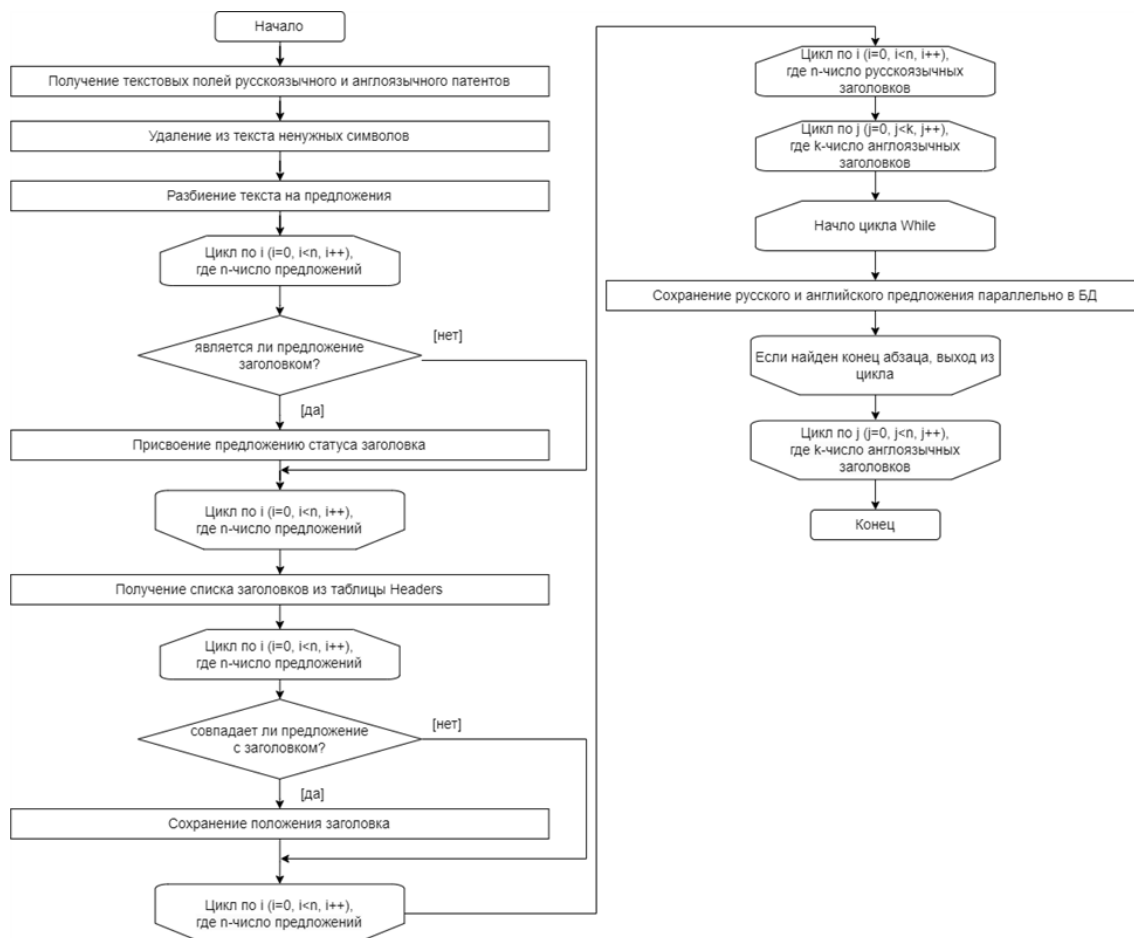 Начало
Получение текстовых полей русскоязычного и англоязычного патентов
Удаление из текста ненужных символов
Разбиение текста на предложения
Цикл по i (i=0, i<n, i++),
где n-число предложений
является ли предложение
заголовком?
[нет]
[да]
Присвоение предложению статуса заголовка
Цикл по i (i=0, i<n, i++),
где n-число предложений
Получение списка заголовков из таблицы Headers
Цикл по i (i=0, i<n, i++),
где n-число предложений
совпадает ли предложение
с заголовком?
[нет]
[да]
Сохранение положения заголовка
Цикл по i (i=0, i<n, i++),
где n-число предложений
Цикл по i (i=0, i<n, i++),
где n-число русскоязычных
заголовков
Цикл по j (j=0, j<k, j++),
где k-число англоязычных
заголовков
Начло цикла While
Сохранение русского и английского предложения параллельно в БД
Если найден конец абзаца, выход из
цикла
Цикл по j (j=0, j<n, j++),
где k-число англоязычных
заголовков
Конец